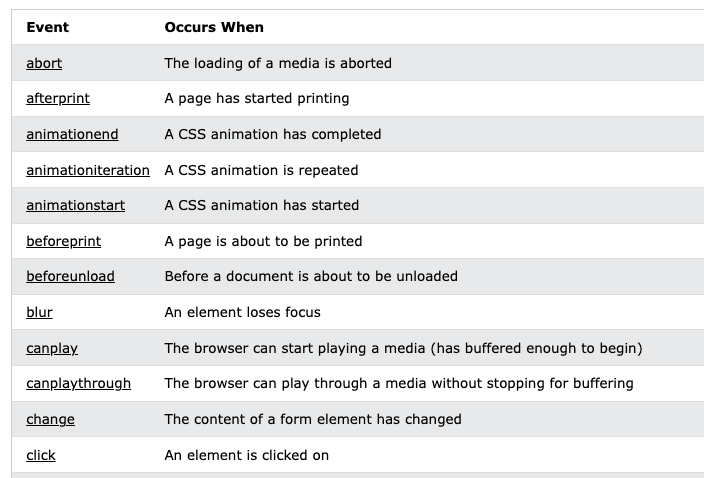 Event Occurs When
abort The loading of a media is aborted
afterprint A page has started printing
animationend A CSS animation has completed
animationiteration A CSS animation is repeated
animationstart A CSS animation has started
beforeprint A page is about to be printed
beforeunload Before a document is about to be unloaded
blur An element loses focus
canplay The browser can start playing a media (has buffered enough to begin)
canplaythrough The browser can play through a media without stopping for buffering
change The content of a form element has changed
click An element is clicked on